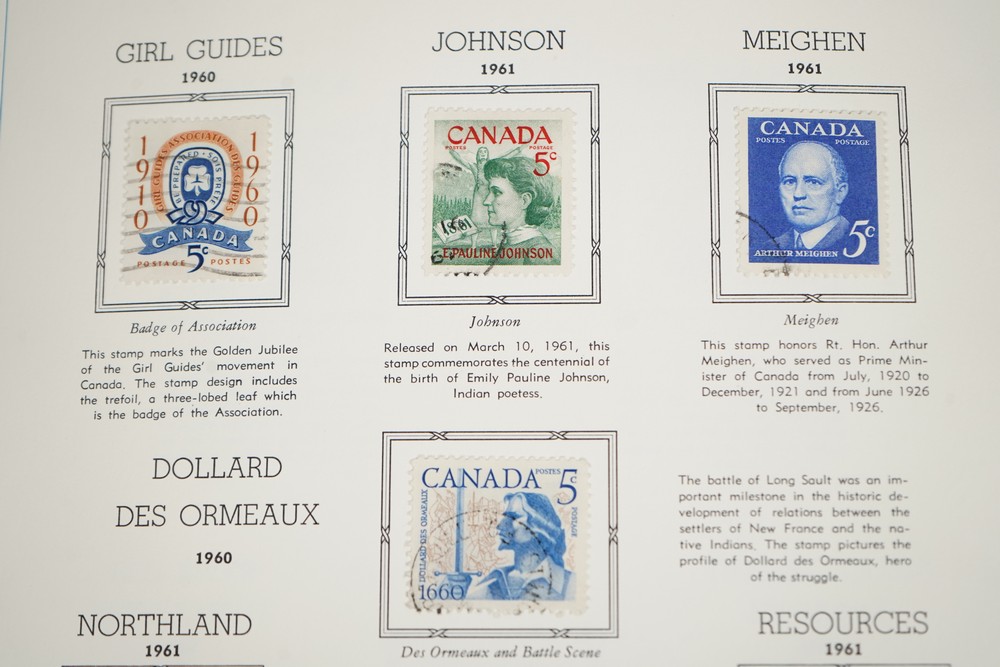 GIRL GUIDES
1960
1910
1960
GIRL GUIDES ASSOCIATION DES GUIDES
BE PREPARED • SOIS PRÊTE
CANADA
5c
POSTAGE POSTES
Badge of Association
This stamp marks the Golden Jubilee
of the Girl Guides' movement in
Canada. The stamp design includes
the trefoil, a three-lobed leaf which
is the badge of the Association.
JOHNSON
1961
CANADA
POSTES POSTAGE
5c
E. PAULINE JOHNSON
Johnson
Released on March 10, 1961, this
stamp commemorates the centennial of
the birth of Emily Pauline Johnson,
Indian poetess.
MEIGHEN
1961
CANADA
POSTES POSTAGE
5c
ARTHUR MEIGHEN
Meighen
This stamp honors Rt. Hon. Arthur
Meighen, who served as Prime Min-
ister of Canada from July, 1920 to
December, 1921 and from June 1926
to September, 1926.
DOLLARD
DES ORMEAUX
1960
CANADA
POSTES
5
POSTAGE
DOLLARD DES ORMEAUX
1660
Des Ormeaux and Battle Scene
The battle of Long Sault was an im-
portant milestone in the historic de-
velopment of relations between the
settlers of New France and the na-
tive Indians. The stamp pictures the
profile of Dollard des Ormeaux, hero
of the struggle.
NORTHLAND
1961
RESOURCES
1961